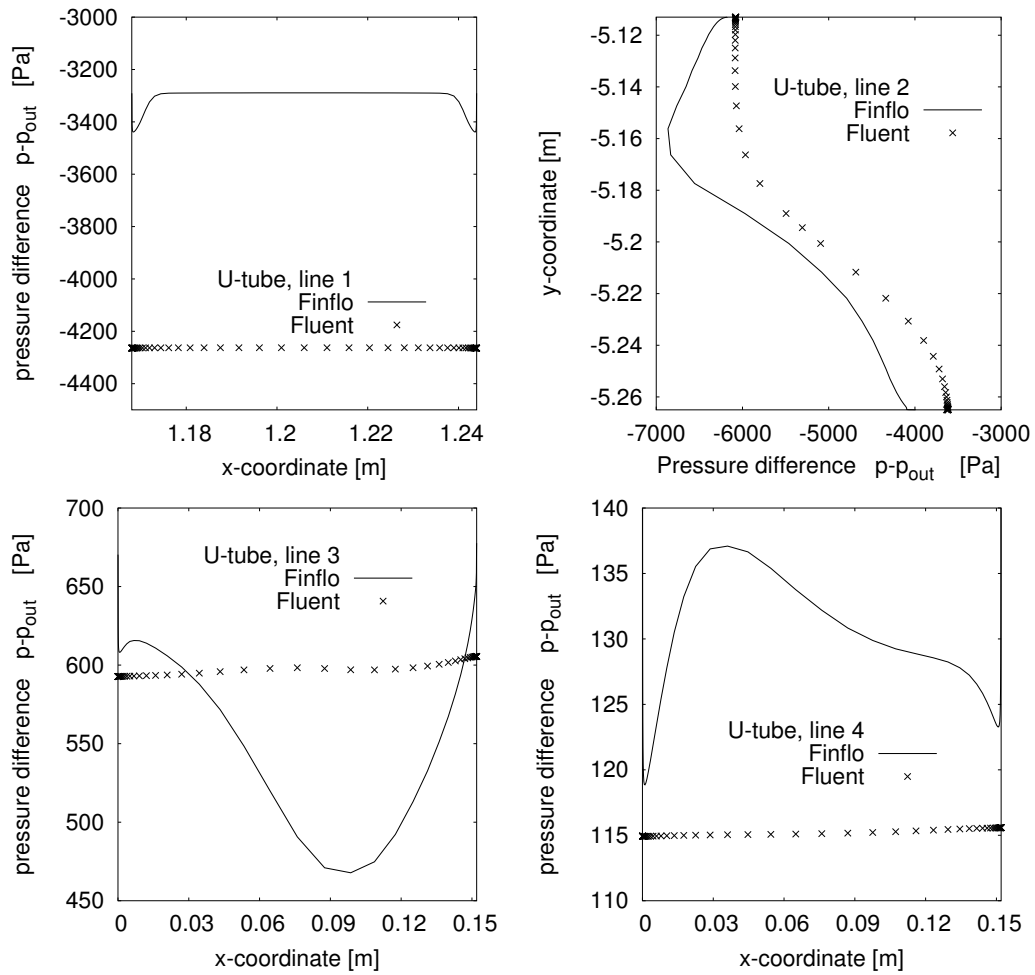 -3000
-3200
-3400
-3600
-3800
-4000
-4200
-4400
pressure difference p-pout [Pa]
U-tube, line 1
Finflo
Fluent
1.18
1.2
1.22
1.24
x-coordinate [m]
-5.12
-5.14
-5.16
-5.18
-5.2
-5.22
-5.24
-5.26
y-coordinate [m]
U-tube, line 2
Finflo
Fluent
-7000
-6000
-5000
-4000
-3000
Pressure difference p-pout [Pa]
700
650
600
550
500
450
pressure difference p-pout [Pa]
U-tube, line 3
Finflo
Fluent
0
0.03
0.06
0.09
0.12
0.15
x-coordinate [m]
140
135
130
125
120
115
110
pressure difference p-pout [Pa]
U-tube, line 4
Finflo
Fluent
0
0.03
0.06
0.09
0.12
0.15
x-coordinate [m]